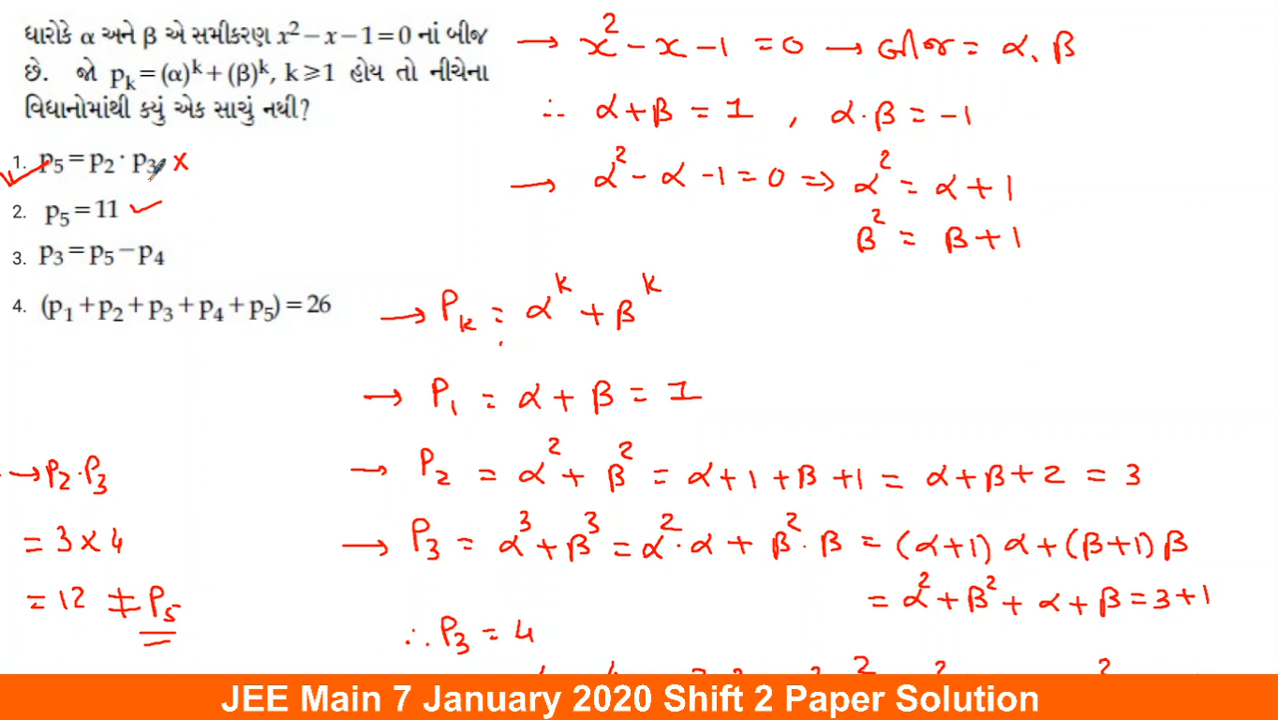 ધારોકે α અને β એ સમીકરણ x² − x − 1 = 0 નાં બીજ
છે. જો pₖ = (α)ᵏ + (β)ᵏ, k ⩾ 1 હોય તો નીચેના
વિધાનોમાંથી ક્યું એક સાચું નથી?
1. p₅ = p₂ · p₃ ✗
2. p₅ = 11 ✓
3. p₃ = p₅ − p₄
4. (p₁ + p₂ + p₃ + p₄ + p₅) = 26
→ x² − x − 1 = 0 → બીજ = α, β
∴ α + β = 1 , α · β = −1
→ α² − α − 1 = 0 ⇒ α² = α + 1
β² = β + 1
→ Pₖ = αᵏ + βᵏ
→ P₁ = α + β = 1
→ P₂ = α² + β² = α + 1 + β + 1 = α + β + 2 = 3
→ P₃ = α³ + β³ = α² · α + β² · β = (α + 1) α + (β + 1) β
= α² + β² + α + β = 3 + 1
∴ P₃ = 4
→ P₂ · P₃
= 3 × 4
= 12 ≠ P₅
JEE Main 7 January 2020 Shift 2 Paper Solution